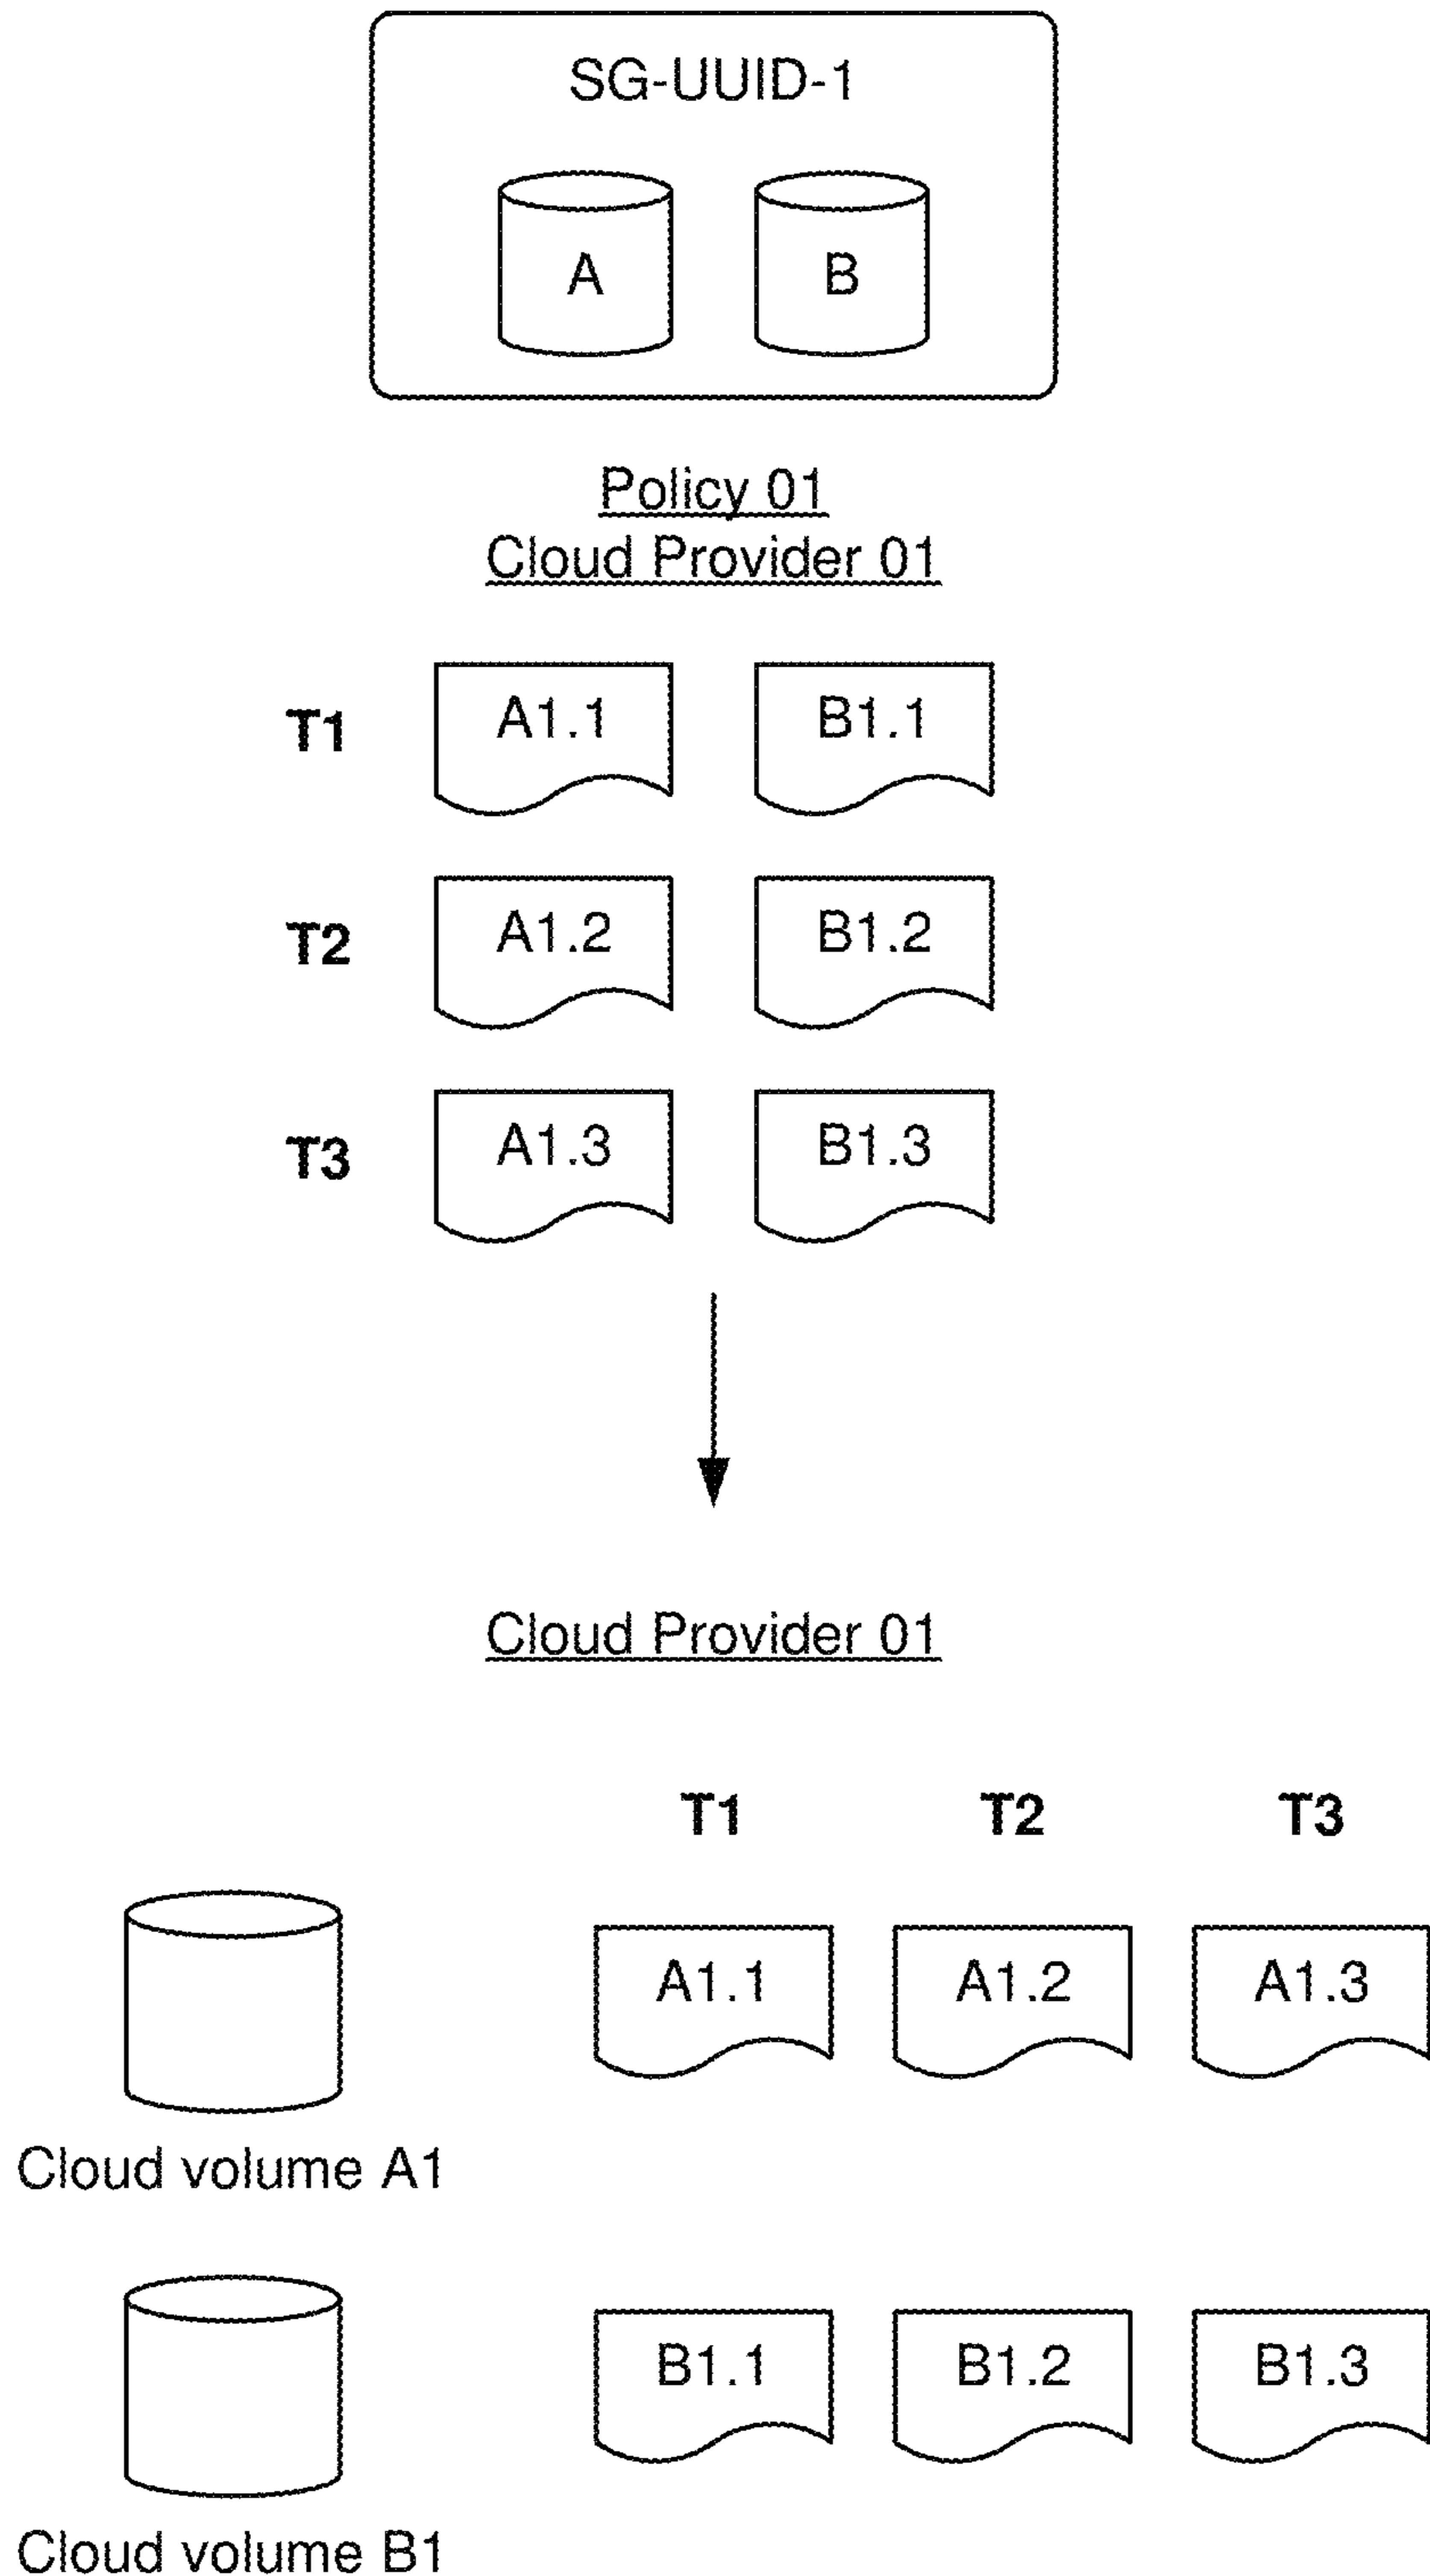 SG-UUID-1
A B
Policy 01
Cloud Provider 01
T1 A1.1 B1.1
T2 A1.2 B1.2
T3 A1.3 B1.3
Cloud Provider 01
T1 T2 T3
A1.1 A1.2 A1.3
Cloud volume A1
B1.1 B1.2 B1.3
Cloud volume B1